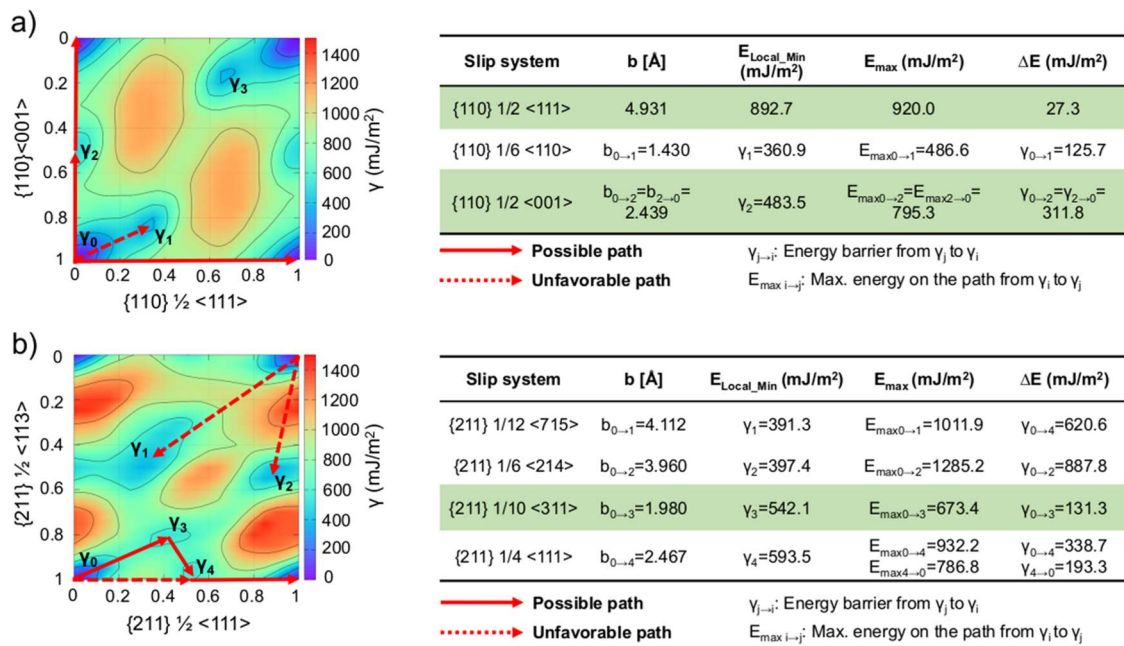 a)
0
0.2
0.4
0.6
0.8
1
{110}<001>
γ3
γ2
γ0
γ1
0 0.2 0.4 0.6 0.8 1
{110} ½ <111>
1400
1200
1000
800
600
400
200
0
γ (mJ/m²)
Slip system b [Å] E_Local_Min (mJ/m²) E_max (mJ/m²) ΔE (mJ/m²)
{110} 1/2 <111> 4.931 892.7 920.0 27.3
{110} 1/6 <110> b0→1=1.430 γ1=360.9 Emax0→1=486.6 γ0→1=125.7
{110} 1/2 <001> b0→2=b2→0= 2.439 γ2=483.5 Emax0→2=Emax2→0= 795.3 γ0→2=γ2→0= 311.8
Possible path γj→i: Energy barrier from γj to γi
Unfavorable path Emax i→j: Max. energy on the path from γi to γj
b)
0
0.2
0.4
0.6
0.8
1
{211} ½ <113>
γ1
γ2
γ3
γ0
γ4
0 0.2 0.4 0.6 0.8 1
{211} ½ <111>
1400
1200
1000
800
600
400
200
0
γ (mJ/m²)
Slip system b [Å] E_Local_Min (mJ/m²) E_max (mJ/m²) ΔE (mJ/m²)
{211} 1/12 <715> b0→1=4.112 γ1=391.3 Emax0→1=1011.9 γ0→4=620.6
{211} 1/6 <214> b0→2=3.960 γ2=397.4 Emax0→2=1285.2 γ0→2=887.8
{211} 1/10 <311> b0→3=1.980 γ3=542.1 Emax0→3=673.4 γ0→3=131.3
{211} 1/4 <111> b0→4=2.467 γ4=593.5 Emax0→4=932.2 γ0→4=338.7
Emax4→0=786.8 γ4→0=193.3
Possible path γj→i: Energy barrier from γj to γi
Unfavorable path Emax i→j: Max. energy on the path from γi to γj